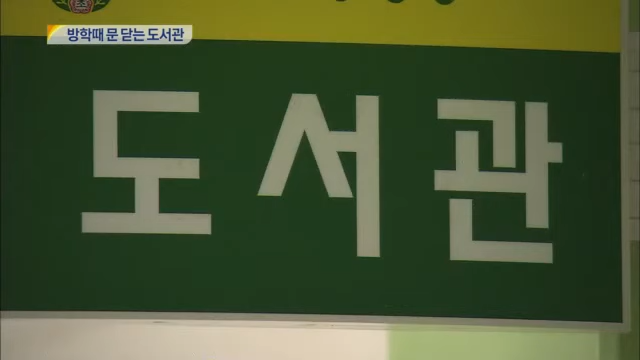 방학때 문 닫는 도서관
도서관